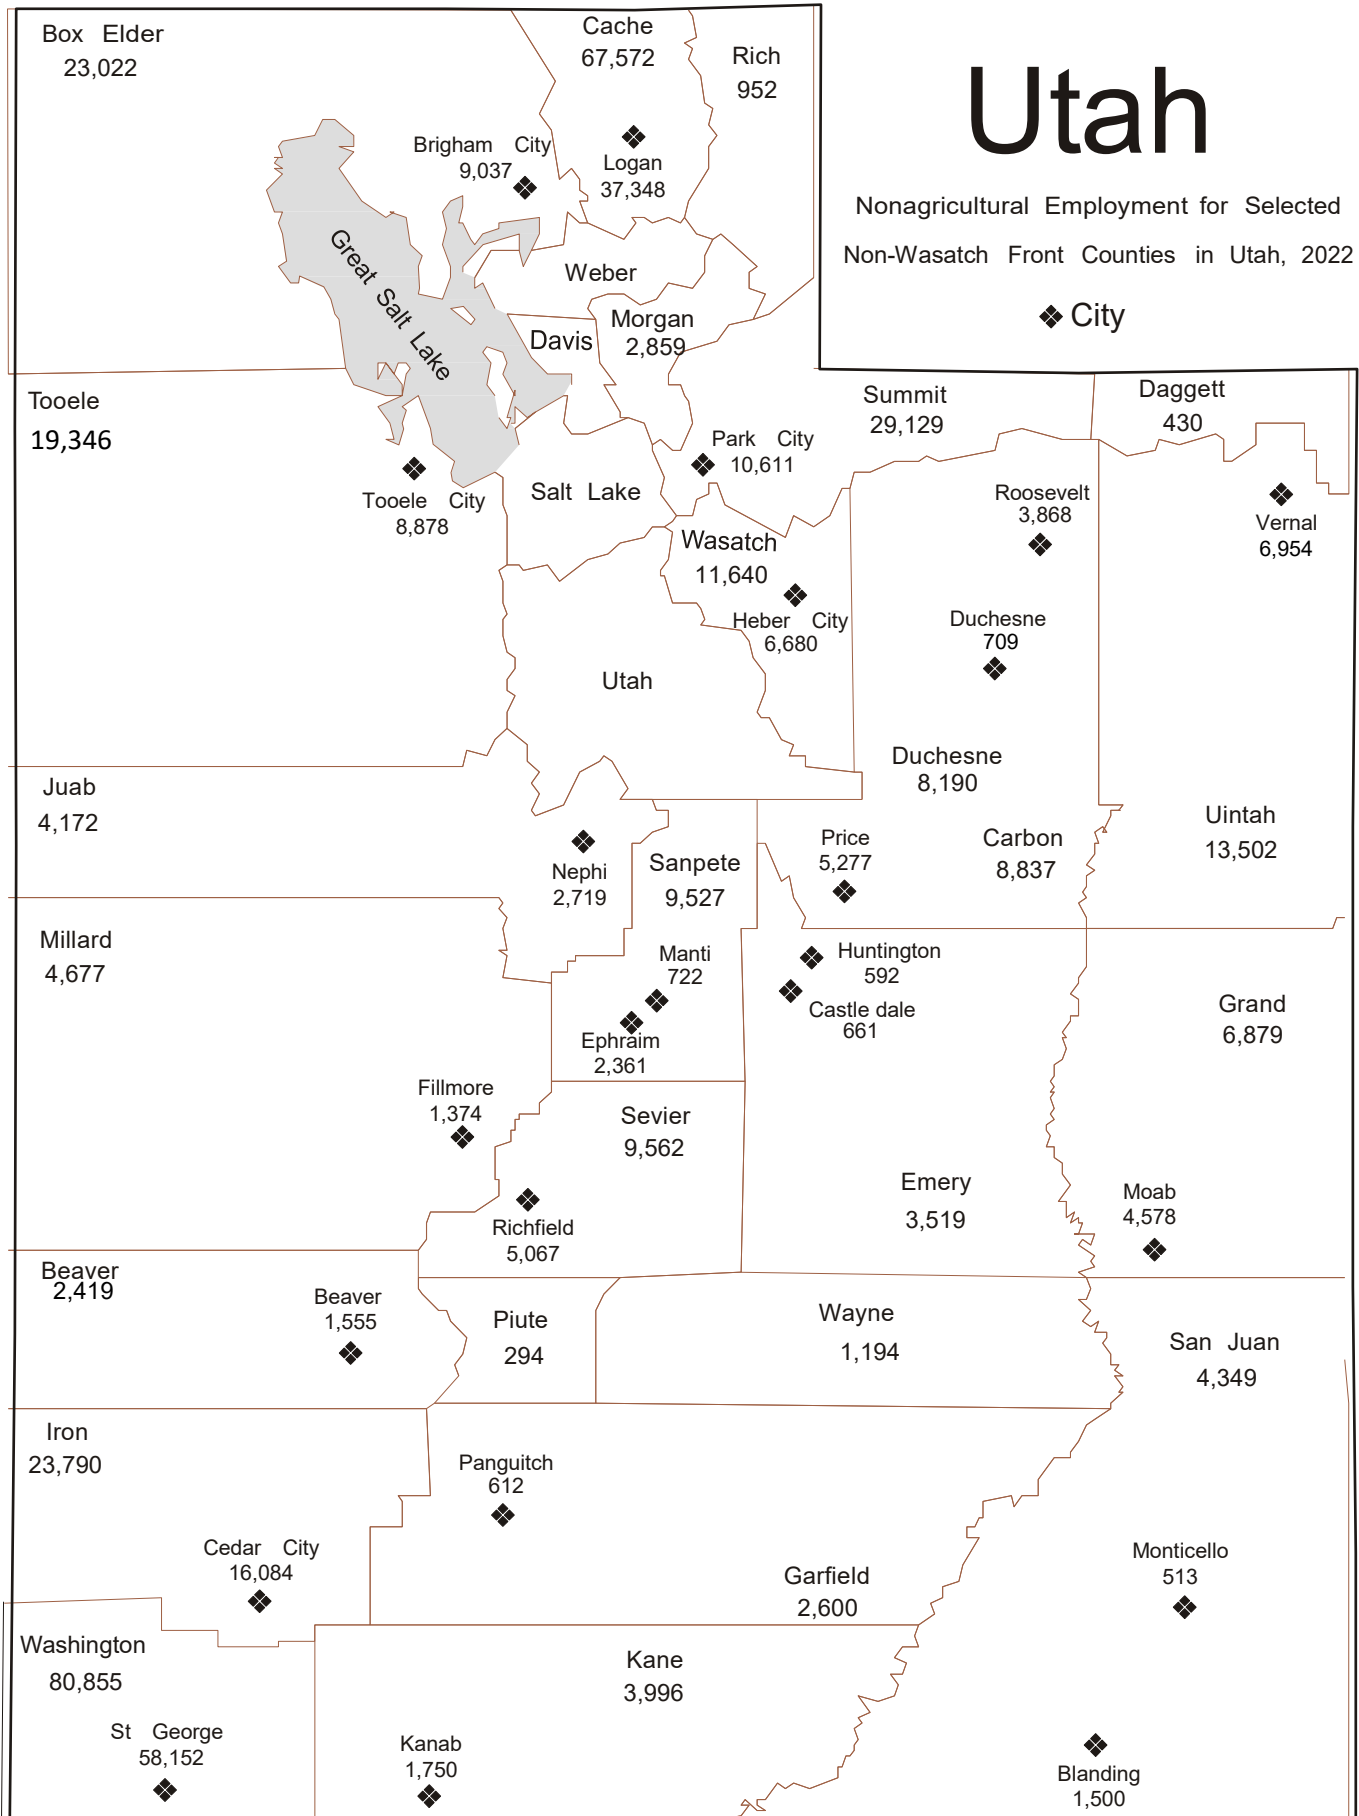 Utah
Nonagricultural Employment for Selected
Non-Wasatch Front Counties in Utah, 2022
City
Box Elder
23,022
Cache
67,572
Rich
952
Brigham City
9,037
Logan
37,348
Great Salt Lake
Weber
Davis
Morgan
2,859
Tooele
19,346
Tooele City
8,878
Salt Lake
Park City
10,611
Summit
29,129
Daggett
430
Wasatch
11,640
Heber City
6,680
Roosevelt
3,868
Vernal
6,954
Duchesne
709
Utah
Duchesne
8,190
Juab
4,172
Nephi
2,719
Sanpete
9,527
Price
5,277
Carbon
8,837
Uintah
13,502
Millard
4,677
Manti
722
Ephraim
2,361
Huntington
592
Castle dale
661
Grand
6,879
Fillmore
1,374
Sevier
9,562
Richfield
5,067
Emery
3,519
Moab
4,578
Beaver
2,419
Beaver
1,555
Piute
294
Wayne
1,194
San Juan
4,349
Iron
23,790
Panguitch
612
Cedar City
16,084
Garfield
2,600
Monticello
513
Washington
80,855
Kane
3,996
St George
58,152
Kanab
1,750
Blanding
1,500